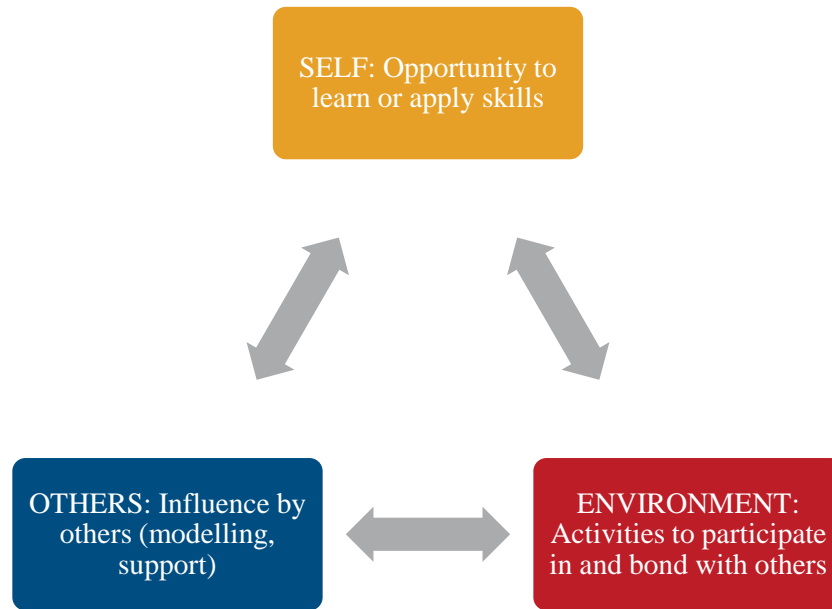 SELF: Opportunity to
learn or apply skills
OTHERS: Influence by
others (modelling,
support)
ENVIRONMENT:
Activities to participate
in and bond with others